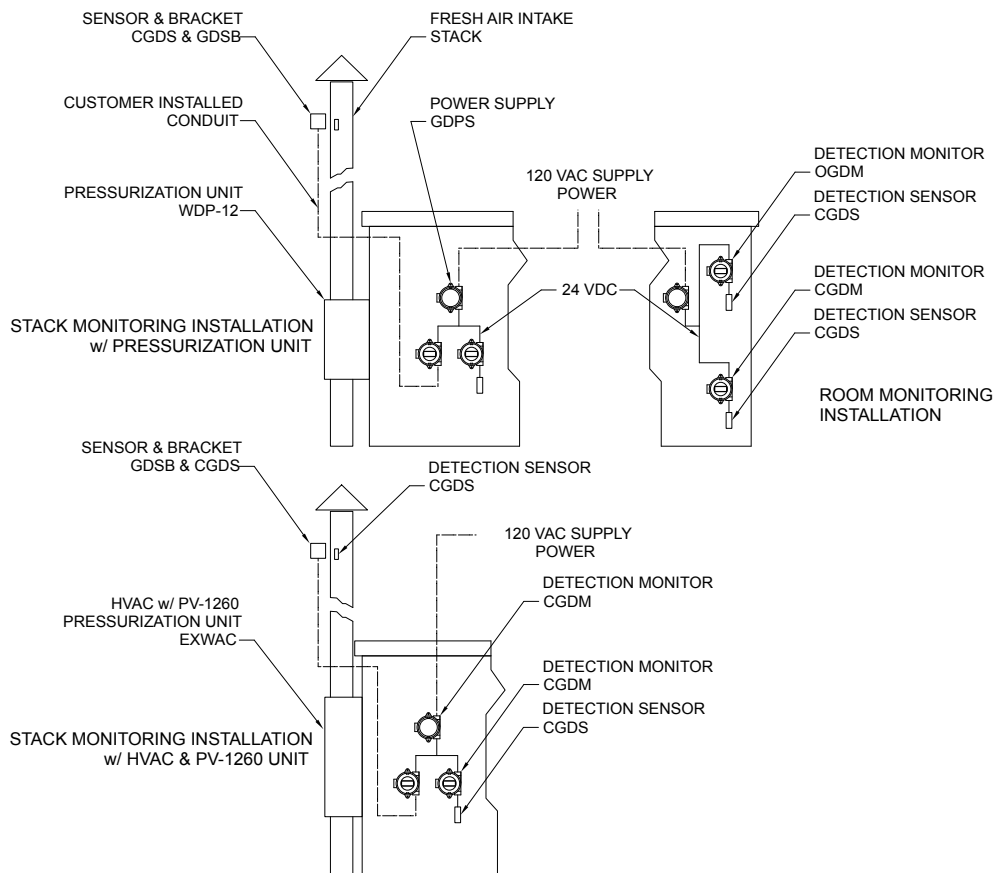 SENSOR & BRACKET
CGDS & GDSB
FRESH AIR INTAKE
STACK
CUSTOMER INSTALLED
CONDUIT
POWER SUPPLY
GDPS
PRESSURIZATION UNIT
WDP-12
120 VAC SUPPLY
POWER
DETECTION MONITOR
OGDM
DETECTION SENSOR
CGDS
DETECTION MONITOR
CGDM
DETECTION SENSOR
CGDS
24 VDC
STACK MONITORING INSTALLATION
w/ PRESSURIZATION UNIT
ROOM MONITORING
INSTALLATION
SENSOR & BRACKET
GDSB & CGDS
DETECTION SENSOR
CGDS
120 VAC SUPPLY
POWER
DETECTION MONITOR
CGDM
HVAC w/ PV-1260
PRESSURIZATION UNIT
EXWAC
DETECTION MONITOR
CGDM
DETECTION SENSOR
CGDS
STACK MONITORING INSTALLATION
w/ HVAC & PV-1260 UNIT